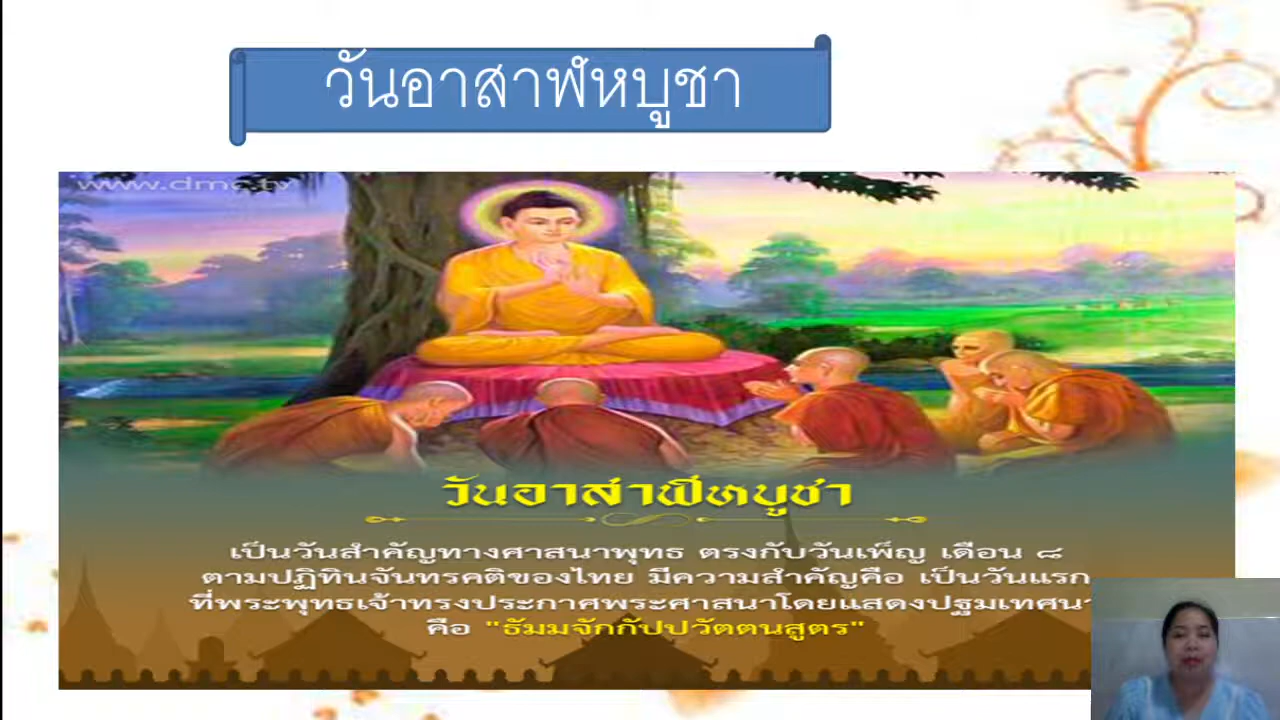 วันอาสาฬหบูชา
www.dmc.tv
วันอาสาฬหบูชา
เป็นวันสำคัญทางศาสนาพุทธ ตรงกับวันเพ็ญ เดือน ๘
ตามปฏิทินจันทรคติของไทย มีความสำคัญคือ เป็นวันแรก
ที่พระพุทธเจ้าทรงประกาศพระศาสนาโดยแสดงปฐมเทศนา
คือ "ธัมมจักกัปปวัตตนสูตร"